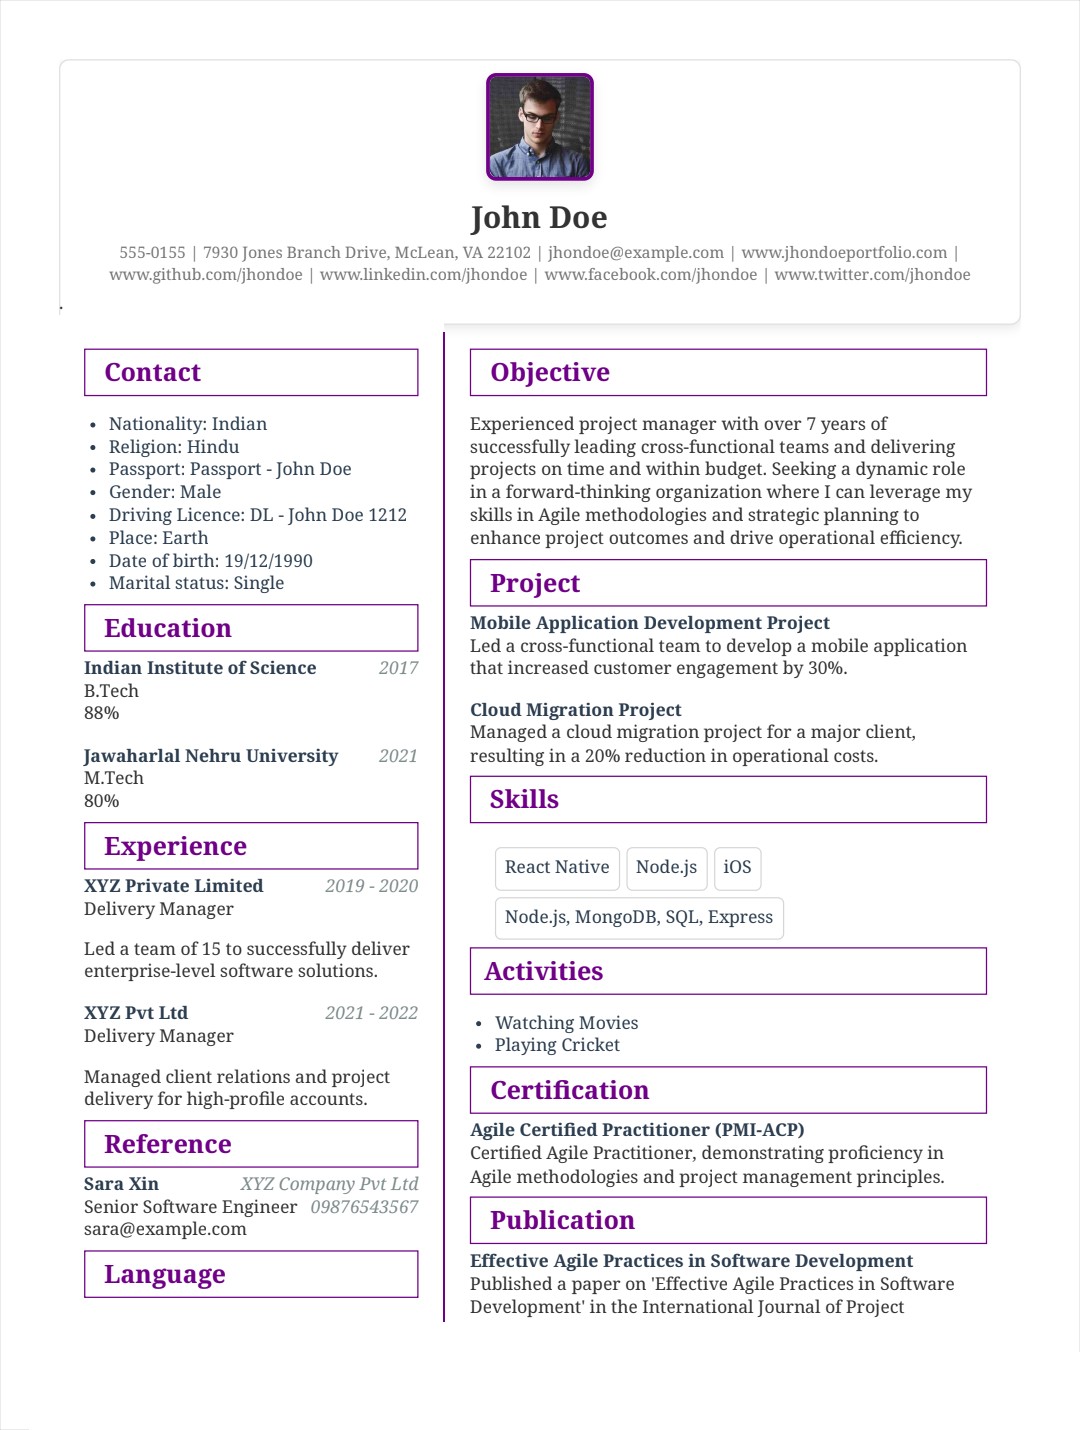 John Doe
555-0155 | 7930 Jones Branch Drive, McLean, VA 22102 | jhondoe@example.com | www.jhondoeportfolio.com |
www.github.com/jhondoe | www.linkedin.com/jhondoe | www.facebook.com/jhondoe | www.twitter.com/jhondoe
.
Contact
• Nationality: Indian
• Religion: Hindu
• Passport: Passport - John Doe
• Gender: Male
• Driving Licence: DL - John Doe 1212
• Place: Earth
• Date of birth: 19/12/1990
• Marital status: Single
Education
Indian Institute of Science 2017
B.Tech
88%
Jawaharlal Nehru University 2021
M.Tech
80%
Experience
XYZ Private Limited 2019 - 2020
Delivery Manager
Led a team of 15 to successfully deliver
enterprise-level software solutions.
XYZ Pvt Ltd 2021 - 2022
Delivery Manager
Managed client relations and project
delivery for high-profile accounts.
Reference
Sara Xin XYZ Company Pvt Ltd
Senior Software Engineer 09876543567
sara@example.com
Language
Objective
Experienced project manager with over 7 years of
successfully leading cross-functional teams and delivering
projects on time and within budget. Seeking a dynamic role
in a forward-thinking organization where I can leverage my
skills in Agile methodologies and strategic planning to
enhance project outcomes and drive operational efficiency.
Project
Mobile Application Development Project
Led a cross-functional team to develop a mobile application
that increased customer engagement by 30%.
Cloud Migration Project
Managed a cloud migration project for a major client,
resulting in a 20% reduction in operational costs.
Skills
React Native Node.js iOS
Node.js, MongoDB, SQL, Express
Activities
• Watching Movies
• Playing Cricket
Certification
Agile Certified Practitioner (PMI-ACP)
Certified Agile Practitioner, demonstrating proficiency in
Agile methodologies and project management principles.
Publication
Effective Agile Practices in Software Development
Published a paper on 'Effective Agile Practices in Software
Development' in the International Journal of Project